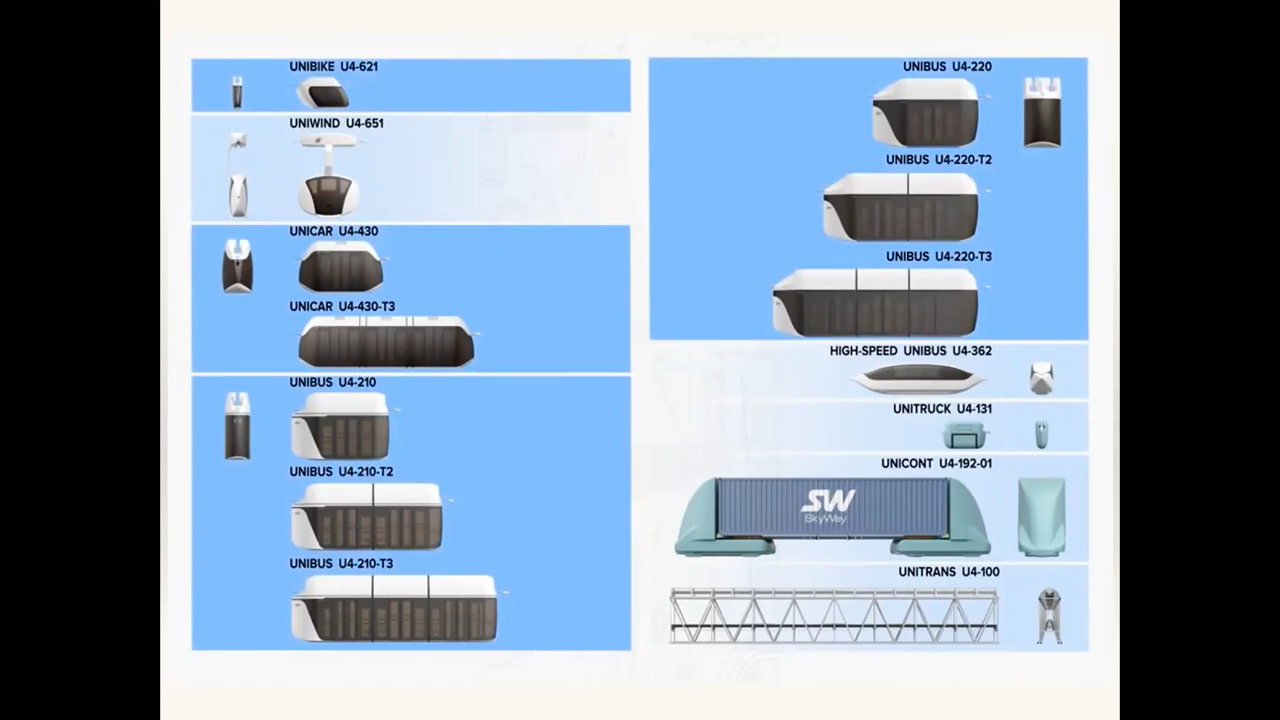 UNIBIKE U4-621
UNIWIND U4-651
UNICAR U4-430
UNICAR U4-430-T3
UNIBUS U4-210
UNIBUS U4-210-T2
UNIBUS U4-210-T3
UNIBUS U4-220
UNIBUS U4-220-T2
UNIBUS U4-220-T3
HIGH-SPEED UNIBUS U4-362
UNITRUCK U4-131
UNICONT U4-192-01
SW
SkyWay
UNITRANS U4-100